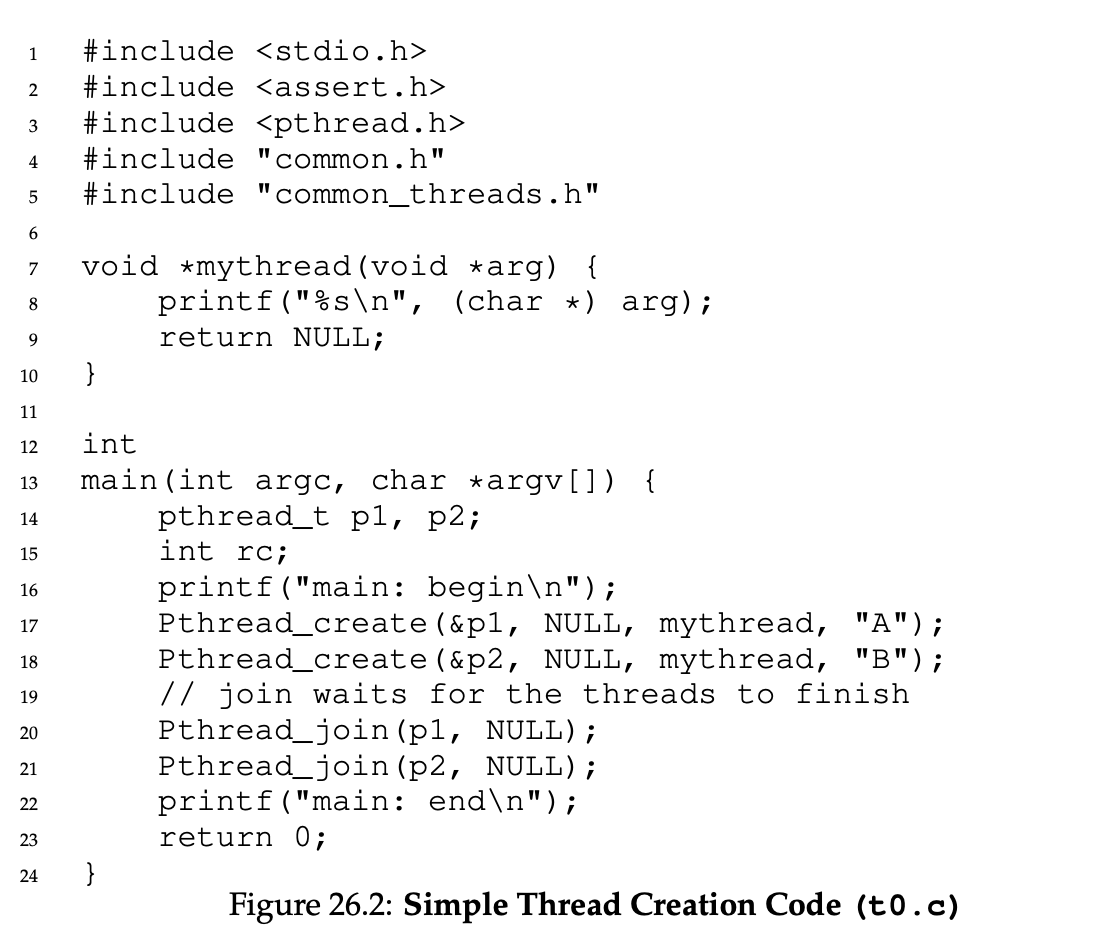 1 #include <stdio.h>
2 #include <assert.h>
3 #include <pthread.h>
4 #include "common.h"
5 #include "common_threads.h"
6
7 void *mythread(void *arg) {
8     printf("%s\n", (char *) arg);
9     return NULL;
10 }
11
12 int
13 main(int argc, char *argv[]) {
14     pthread_t p1, p2;
15     int rc;
16     printf("main: begin\n");
17     Pthread_create(&p1, NULL, mythread, "A");
18     Pthread_create(&p2, NULL, mythread, "B");
19     // join waits for the threads to finish
20     Pthread_join(p1, NULL);
21     Pthread_join(p2, NULL);
22     printf("main: end\n");
23     return 0;
24 }
Figure 26.2: Simple Thread Creation Code (t0.c)